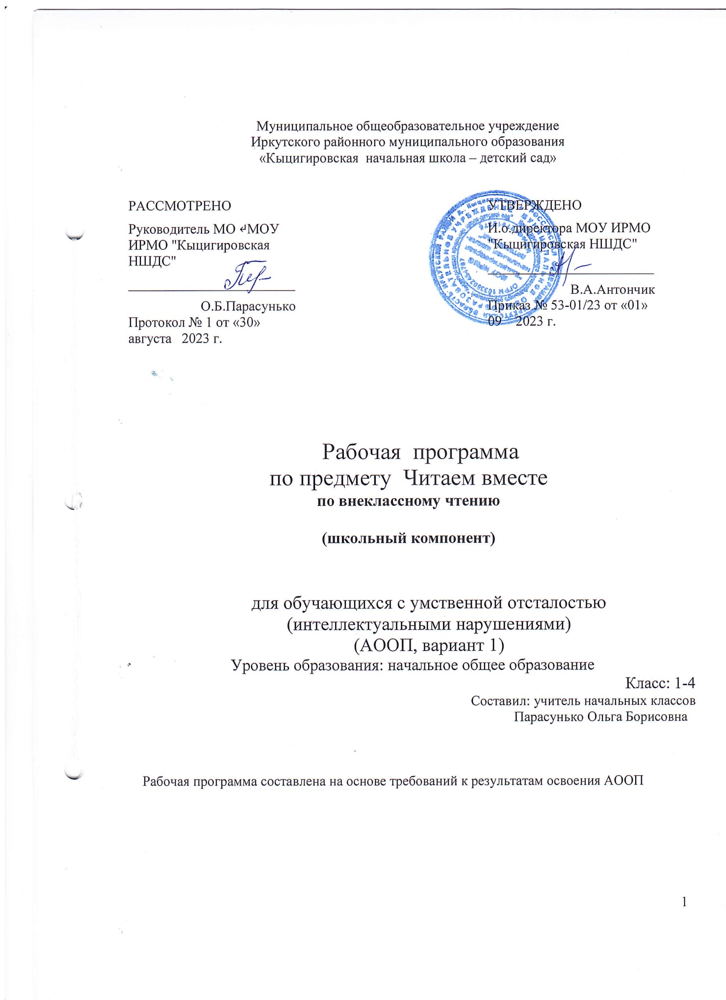 Муниципальное общеобразовательное учреждение
Иркутского районного муниципального образования
«Кыцигировская начальная школа – детский сад»
РАССМОТРЕНО
Руководитель МО ↵МОУ
ИРМО "Кыцигировская
НШДС"
О.Б.Парасунько
Протокол № 1 от «30»
августа 2023 г.
УТВЕРЖДЕНО
И.о.директора МОУ ИРМО
"Кыцигировская НШДС"
В.А.Антончик
Приказ № 53-01/23 от «01»
09 2023 г.
Рабочая программа
по предмету Читаем вместе
по внеклассному чтению
(школьный компонент)
для обучающихся с умственной отсталостью
(интеллектуальными нарушениями)
(АООП, вариант 1)
Уровень образования: начальное общее образование
Класс: 1-4
Составил: учитель начальных классов
Парасунько Ольга Борисовна
Рабочая программа составлена на основе требований к результатам освоения АООП
1